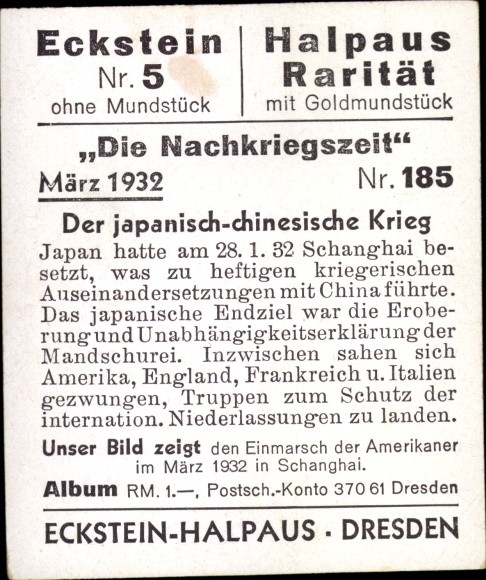 Eckstein
Nr. 5
ohne Mundstück
Halpaus
Rarität
mit Goldmundstück
„Die Nachkriegszeit“
März 1932 Nr. 185
Der japanisch-chinesische Krieg
Japan hatte am 28. 1. 32 Schanghai be-
setzt, was zu heftigen kriegerischen
Auseinandersetzungen mit China führte.
Das japanische Endziel war die Erobe-
rung und Unabhängigkeitserklärung der
Mandschurei. Inzwischen sahen sich
Amerika, England, Frankreich u. Italien
gezwungen, Truppen zum Schutz der
internation. Niederlassungen zu landen.
Unser Bild zeigt den Einmarsch der Amerikaner
im März 1932 in Schanghai.
Album RM. 1.—, Postsch.-Konto 370 61 Dresden
ECKSTEIN-HALPAUS · DRESDEN